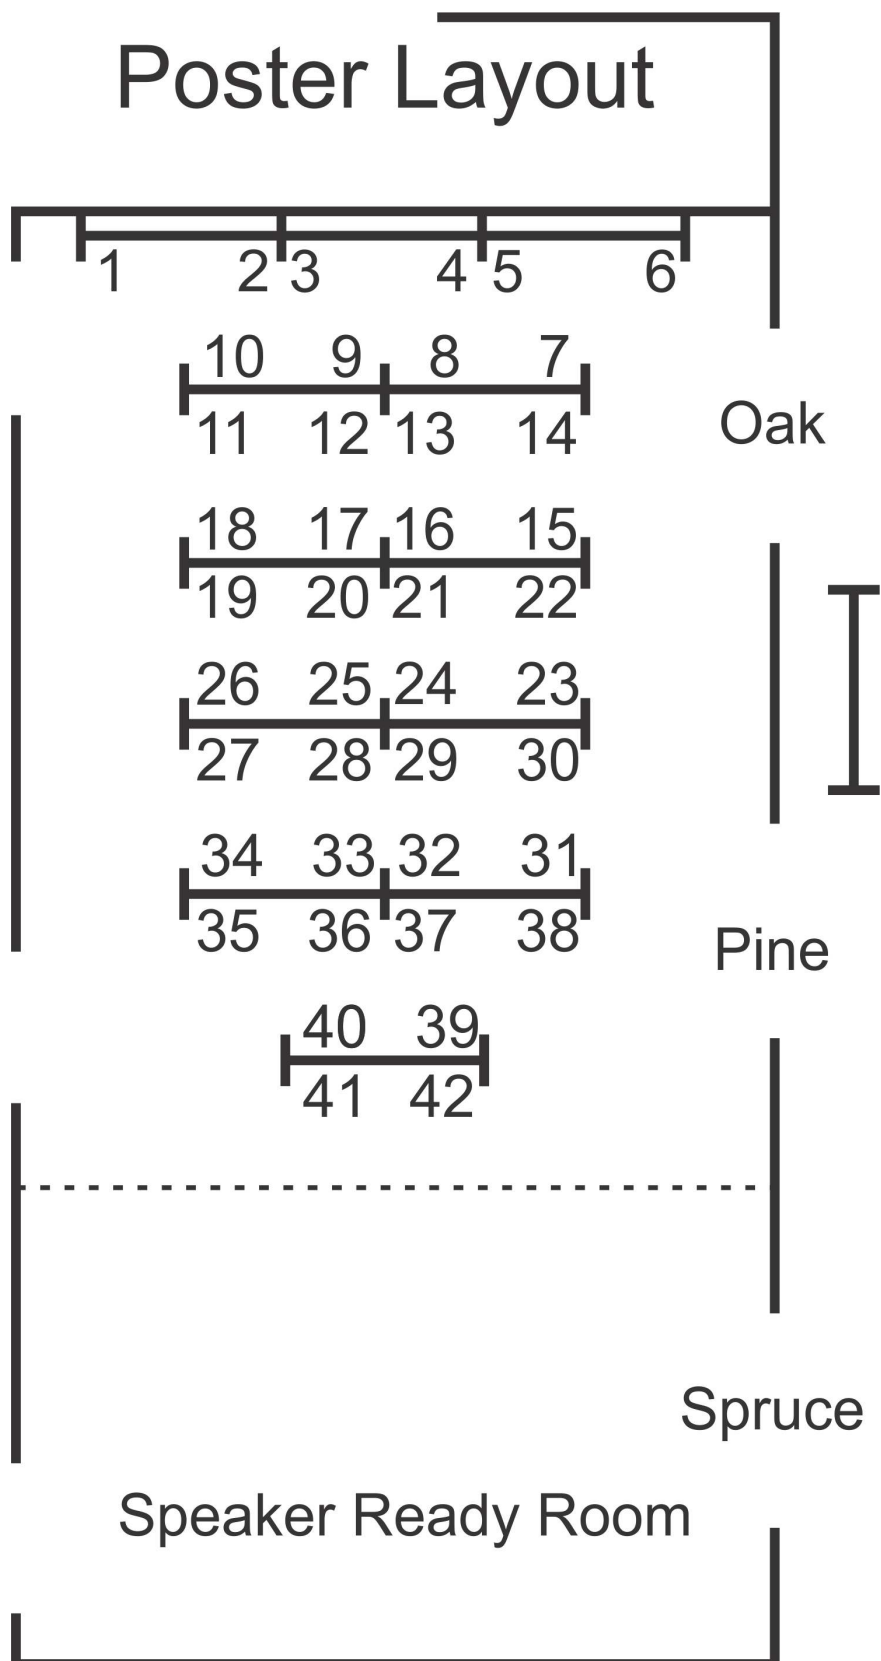 Poster Layout
1 2 3 4 5 6
10 9 8 7
11 12 13 14
Oak
18 17 16 15
19 20 21 22
26 25 24 23
27 28 29 30
34 33 32 31
35 36 37 38
Pine
40 39
41 42
Spruce
Speaker Ready Room